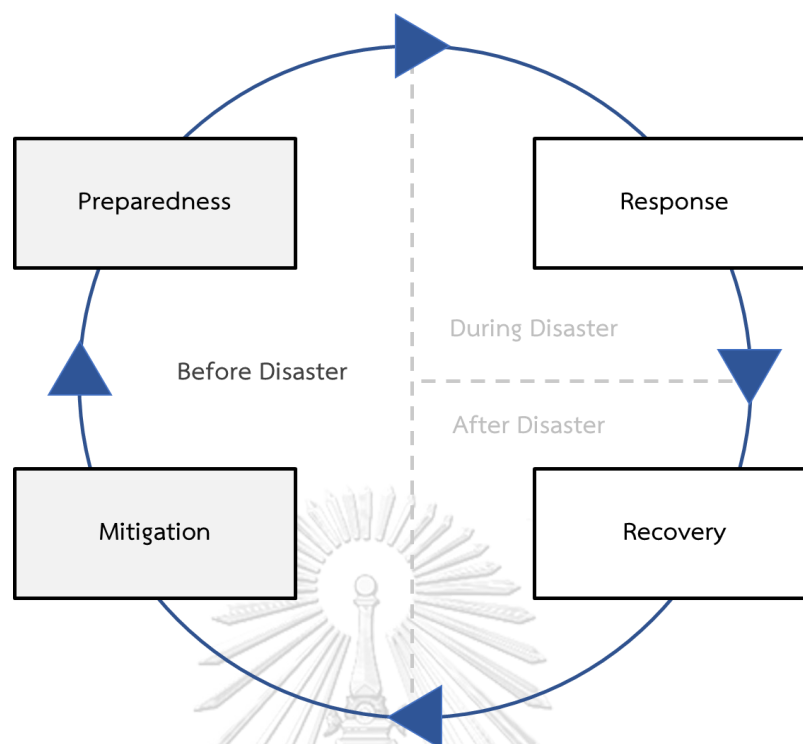 Preparedness
Response
During Disaster
Before Disaster
After Disaster
Mitigation
Recovery